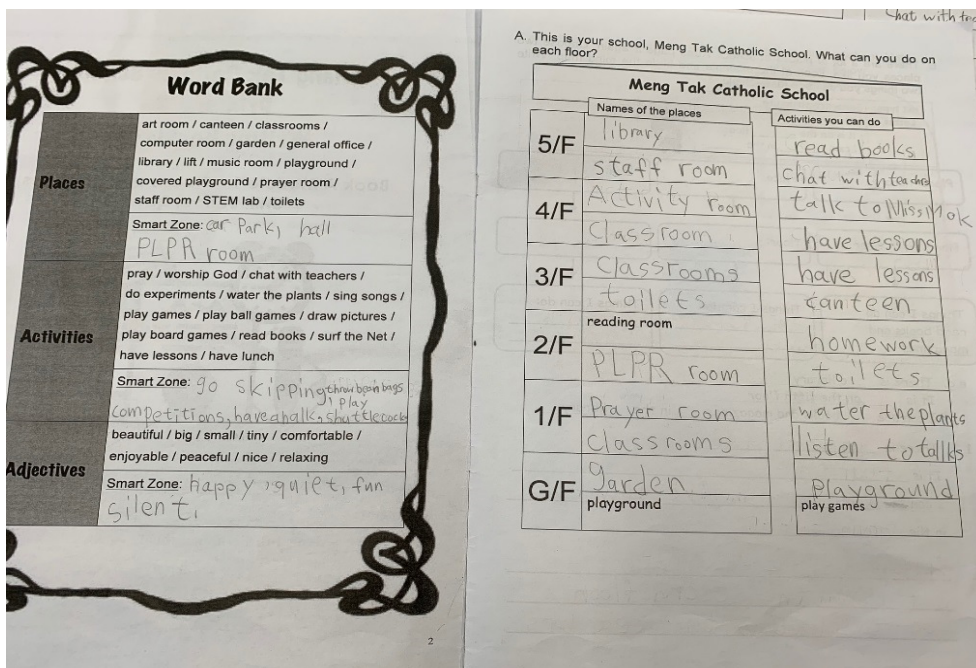 Word Bank
Places
art room / canteen / classrooms /
computer room / garden / general office /
library / lift / music room / playground /
covered playground / prayer room /
staff room / STEM lab / toilets
Smart Zone: car Park, hall
PLPR room
Activities
pray / worship God / chat with teachers /
do experiments / water the plants / sing songs /
play games / play ball games / draw pictures /
play board games / read books / surf the Net /
have lessons / have lunch
Smart Zone: go skipping, throw bean bags
play
competitions, have a
shuttlecocks
Adjectives
beautiful / big / small / tiny / comfortable /
enjoyable / peaceful / nice / relaxing
Smart Zone: happy, quiet, fun
silent,
2
Chat with
A. This is your school, Meng Tak Catholic School. What can you do on
each floor?
Meng Tak Catholic School
Names of the places
Activities you can do
5/F
library
read books
staff room
chat with teachers
4/F
Activity room
talk to Miss Mok
Classroom
have lessons
3/F
Classrooms
have lessons
toilets
canteen
2/F
reading room
homework
PLPR room
toilets
1/F
Prayer room
water the plants
classrooms
listen to tallks
G/F
garden
playground
playground
play games